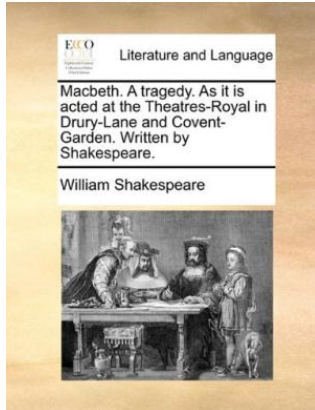 ECCO
Literature and Language
Macbeth. A tragedy. As it is
acted at the Theatres-Royal in
Drury-Lane and Covent-
Garden. Written by
Shakespeare.
William Shakespeare